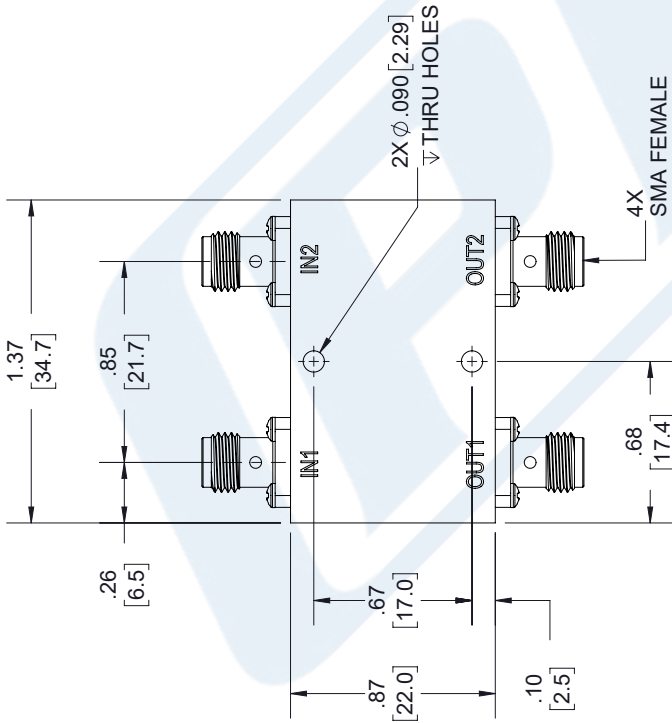 1.37
[34.7]
.85
[21.7]
.26
[6.5]
2X ⌀.090 [2.29]
↧ THRU HOLES
IN1
IN2
OUT1
OUT2
.67
[17.0]
.87
[22.0]
.10
[2.5]
.68
[17.4]
4X
SMA FEMALE